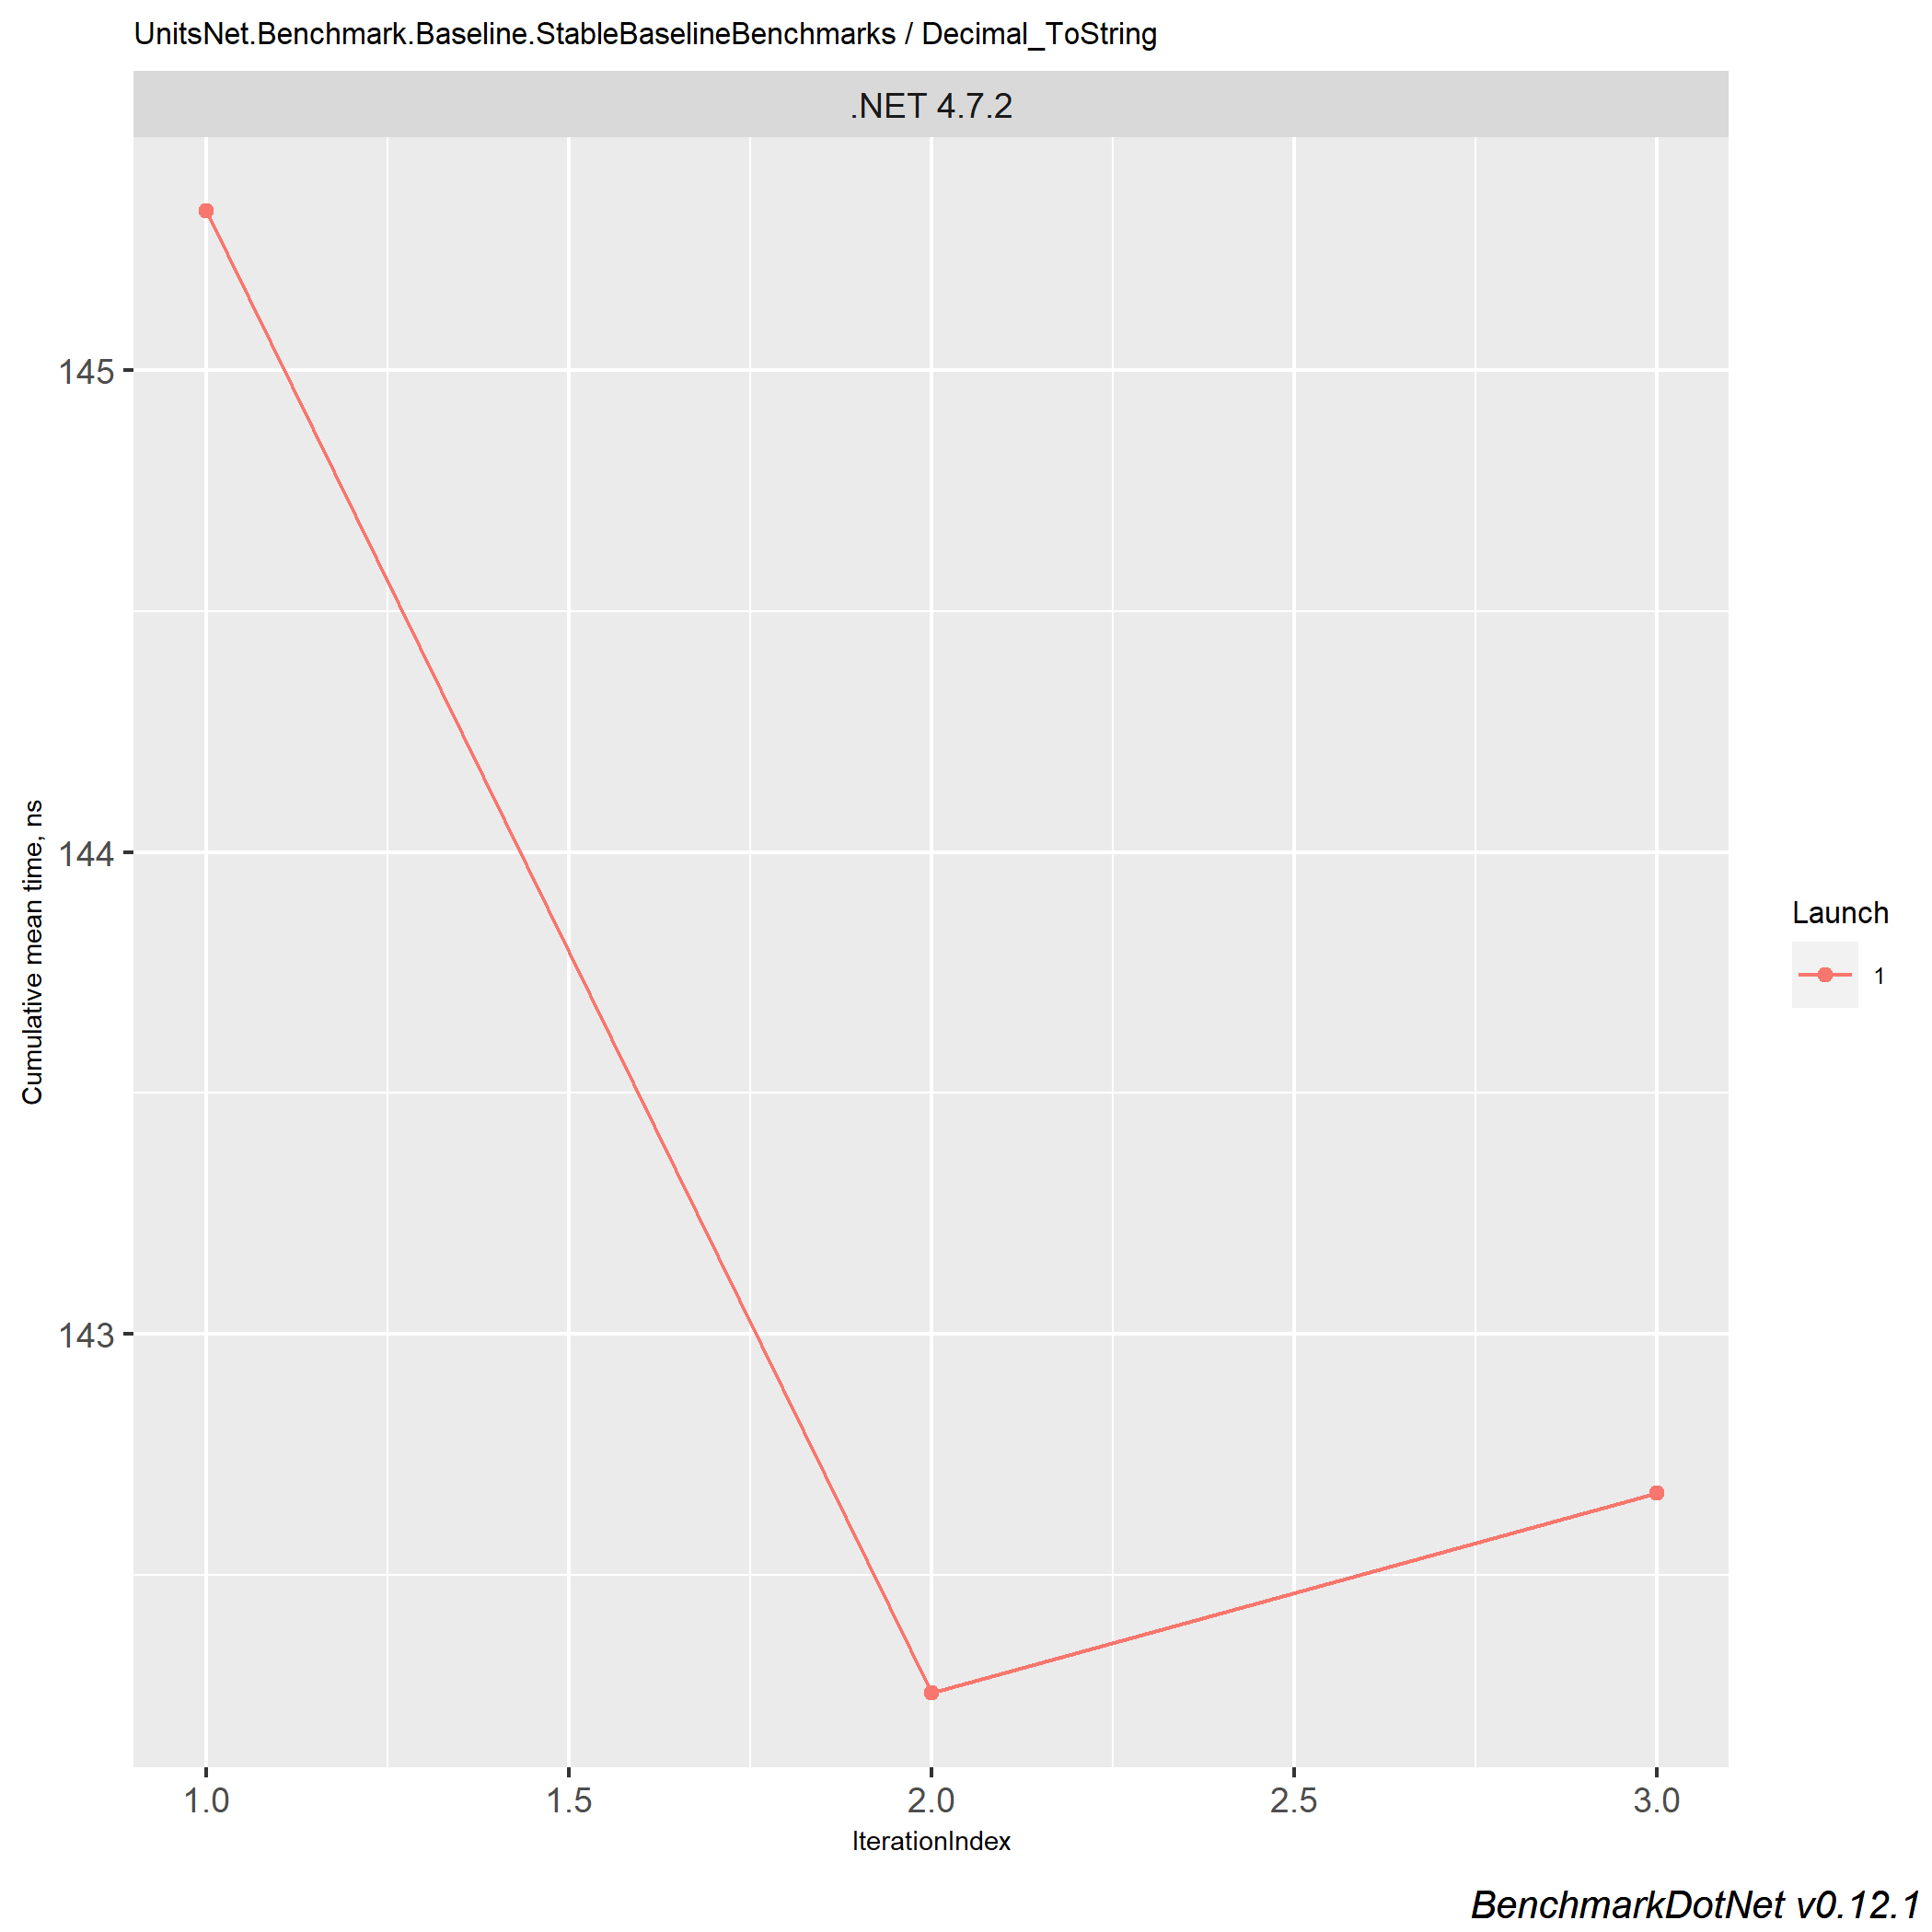 UnitsNet.Benchmark.Baseline.StableBaselineBenchmarks / Decimal_ToString
.NET 4.7.2
145
144
143
Cumulative mean time, ns
1.0
1.5
2.0
2.5
3.0
IterationIndex
Launch
1
BenchmarkDotNet v0.12.1